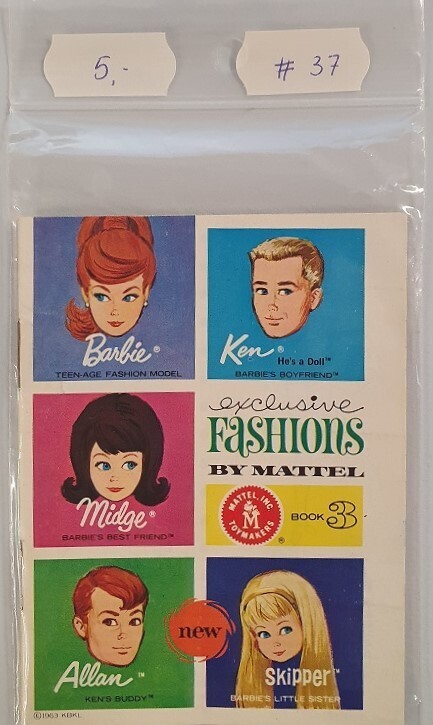 5,-
# 37
Barbie®
TEEN-AGE FASHION MODEL
Ken®
He's a Doll™
BARBIE'S BOYFRIEND™
exclusive
FASHIONS
BY MATTEL
Midge®
BARBIE'S BEST FRIEND™
MATTEL, INC.
M
TOYMAKERS
®
BOOK 3
Allan™
KEN'S BUDDY™
new
Skipper™
BARBIE'S LITTLE SISTER
©1963 KBKL